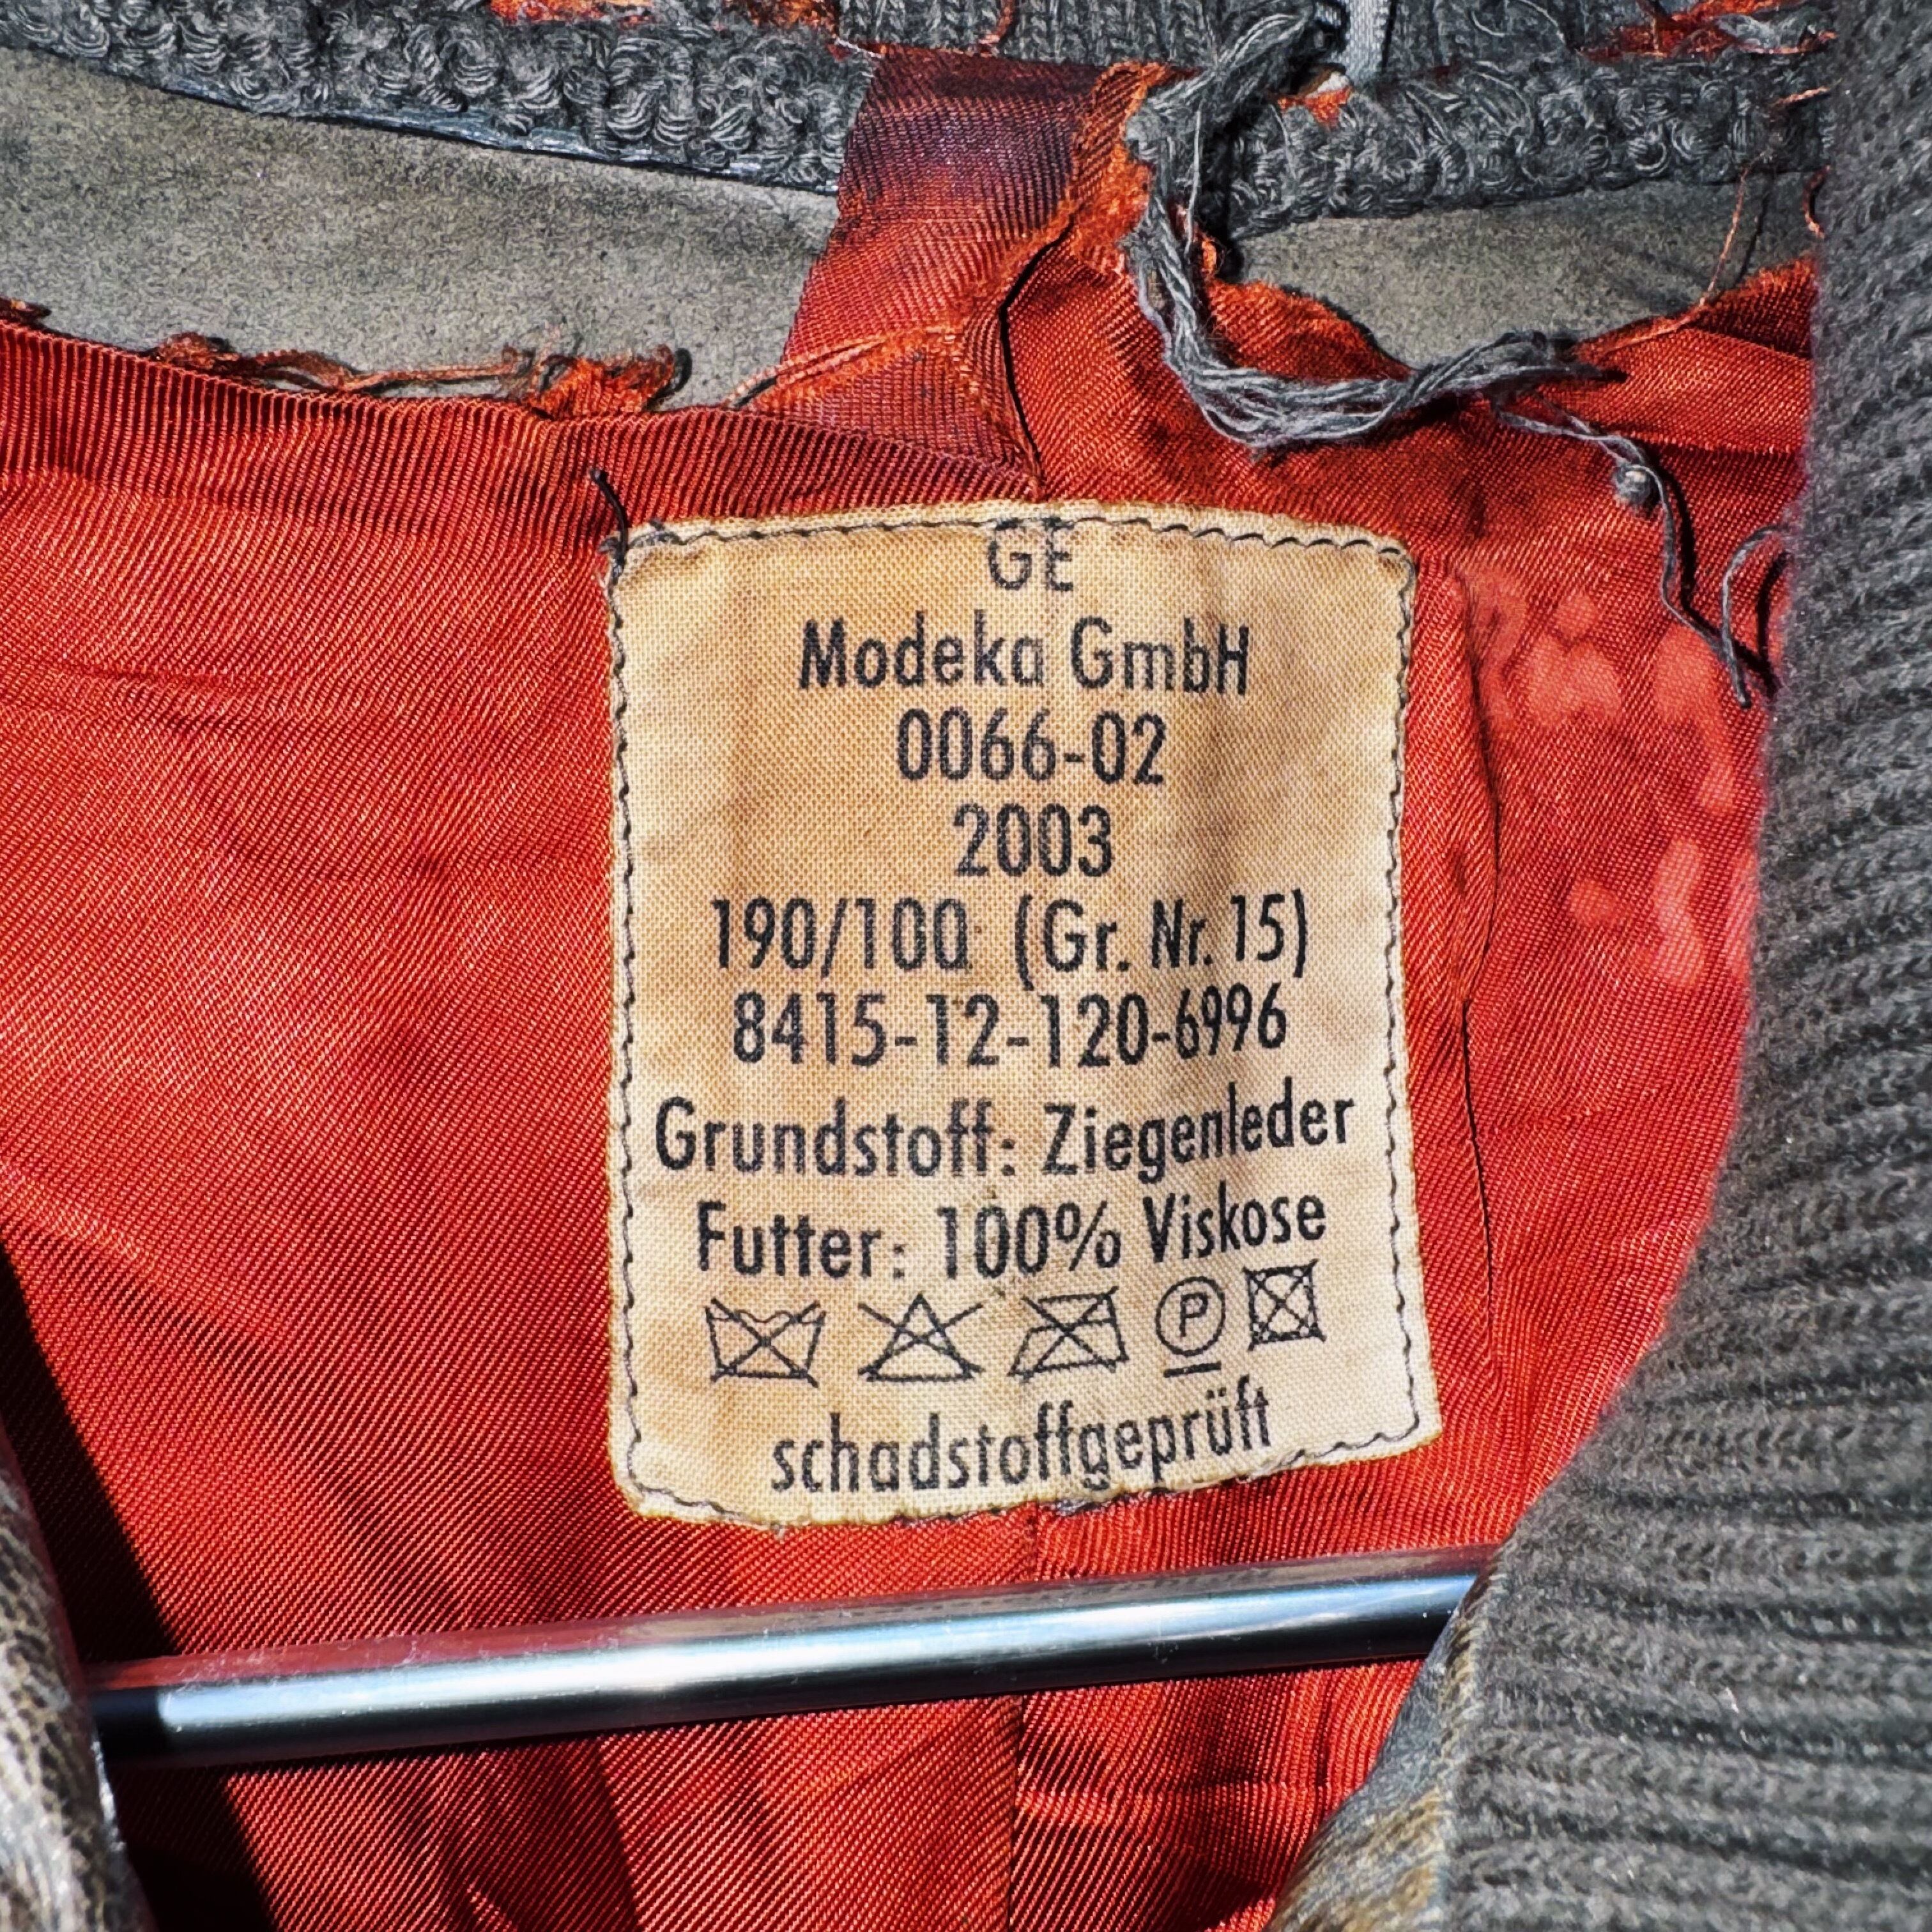 GE
Modeka GmbH
0066-02
2003
190/100 (Gr. Nr. 15)
8415-12-120-6996
Grundstoff: Ziegenleder
Futter: 100% Viskose
P
schadstoffgeprüft